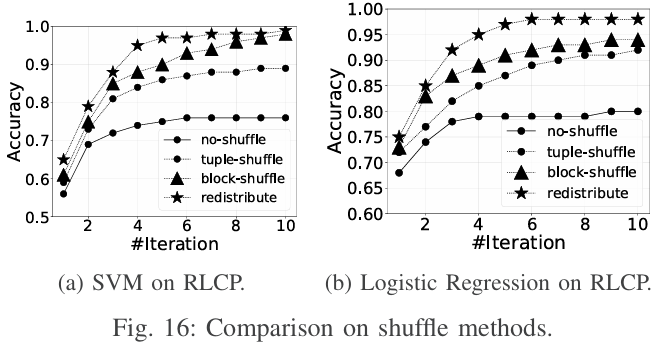 1.0
0.9
0.8
0.7
0.6
0.5
Accuracy
no-shuffle
tuple-shuffle
block-shuffle
redistribute
2 4 6 8 10
#Iteration
(a) SVM on RLCP.
1.00
0.95
0.90
0.85
0.80
0.75
0.70
0.65
0.60
Accuracy
no-shuffle
tuple-shuffle
block-shuffle
redistribute
2 4 6 8 10
#Iteration
(b) Logistic Regression on RLCP.
Fig. 16: Comparison on shuffle methods.